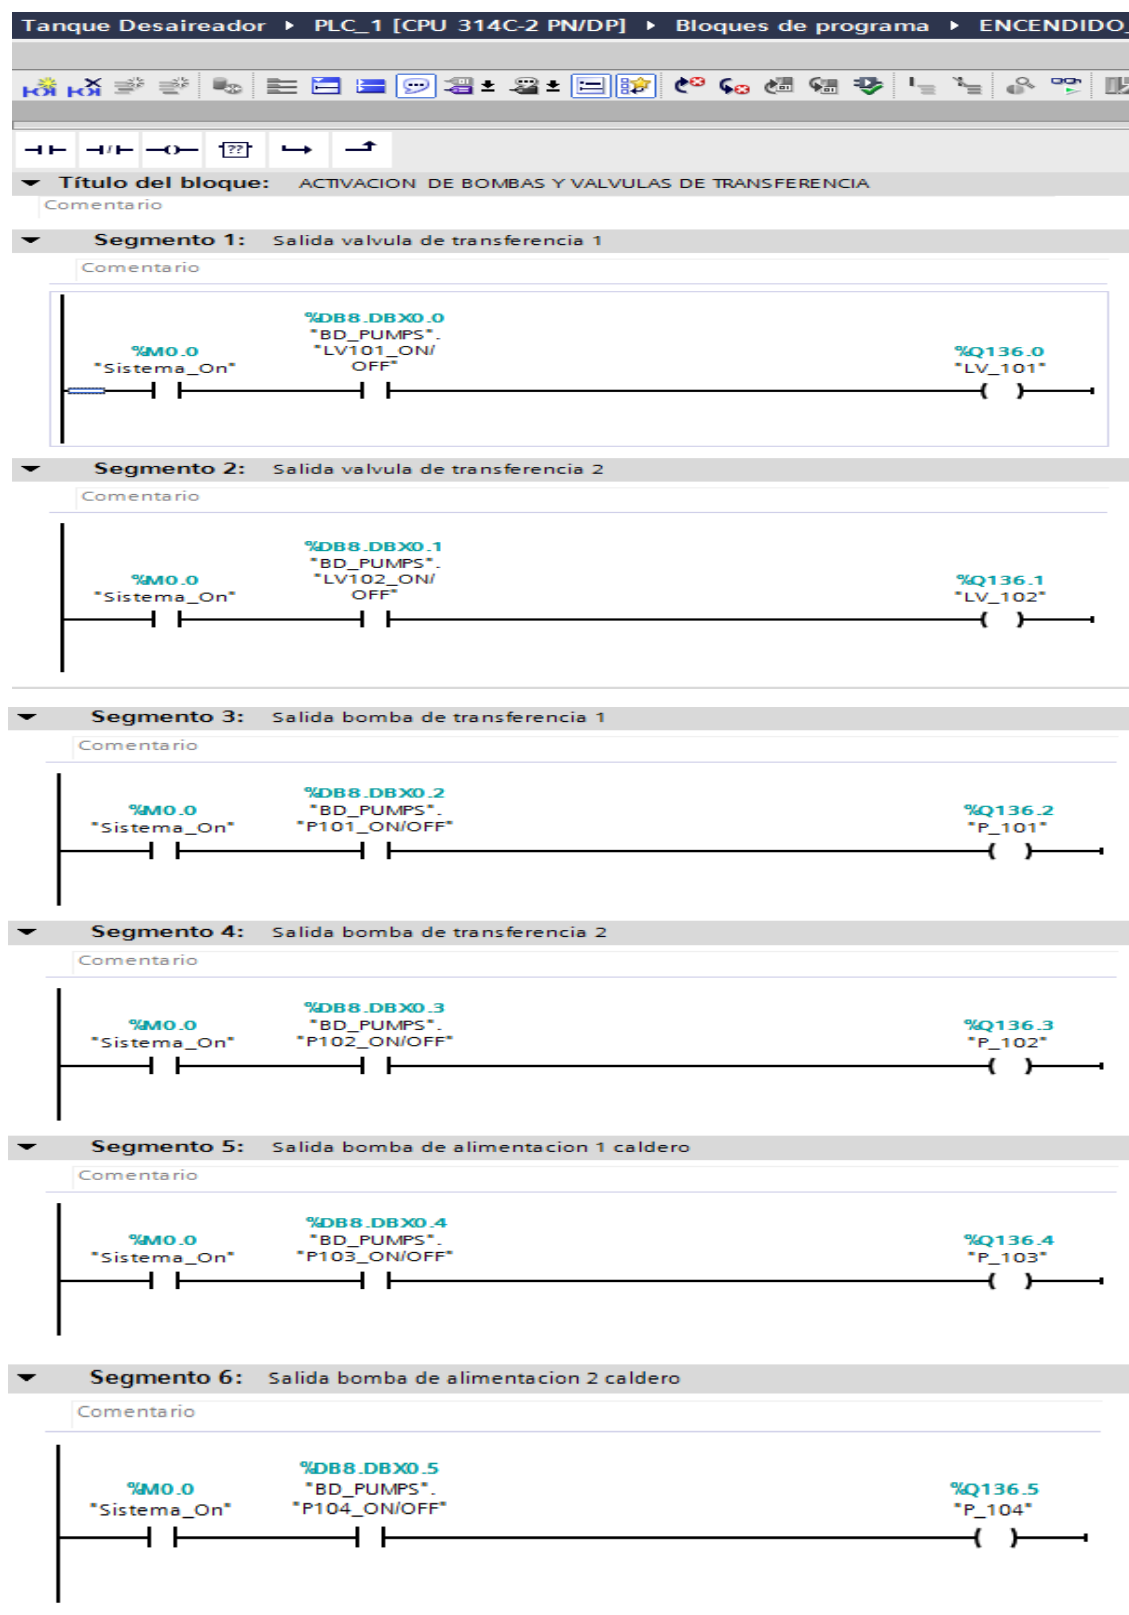 Tanque Desaireador ▸ PLC_1 [CPU 314C-2 PN/DP] ▸ Bloques de programa ▸ ENCENDIDO_
Título del bloque: ACTIVACION DE BOMBAS Y VALVULAS DE TRANSFERENCIA
Comentario
Segmento 1: Salida valvula de transferencia 1
Comentario
%DB8.DBX0.0
"BD_PUMPS".
%M0.0 "LV101_ON/ %Q136.0
"Sistema_On" OFF" "LV_101"
Segmento 2: Salida valvula de transferencia 2
Comentario
%DB8.DBX0.1
"BD_PUMPS".
%M0.0 "LV102_ON/ %Q136.1
"Sistema_On" OFF" "LV_102"
Segmento 3: Salida bomba de transferencia 1
Comentario
%DB8.DBX0.2
%M0.0 "BD_PUMPS". %Q136.2
"Sistema_On" "P101_ON/OFF" "P_101"
Segmento 4: Salida bomba de transferencia 2
Comentario
%DB8.DBX0.3
%M0.0 "BD_PUMPS". %Q136.3
"Sistema_On" "P102_ON/OFF" "P_102"
Segmento 5: Salida bomba de alimentacion 1 caldero
Comentario
%DB8.DBX0.4
%M0.0 "BD_PUMPS". %Q136.4
"Sistema_On" "P103_ON/OFF" "P_103"
Segmento 6: Salida bomba de alimentacion 2 caldero
Comentario
%DB8.DBX0.5
%M0.0 "BD_PUMPS". %Q136.5
"Sistema_On" "P104_ON/OFF" "P_104"